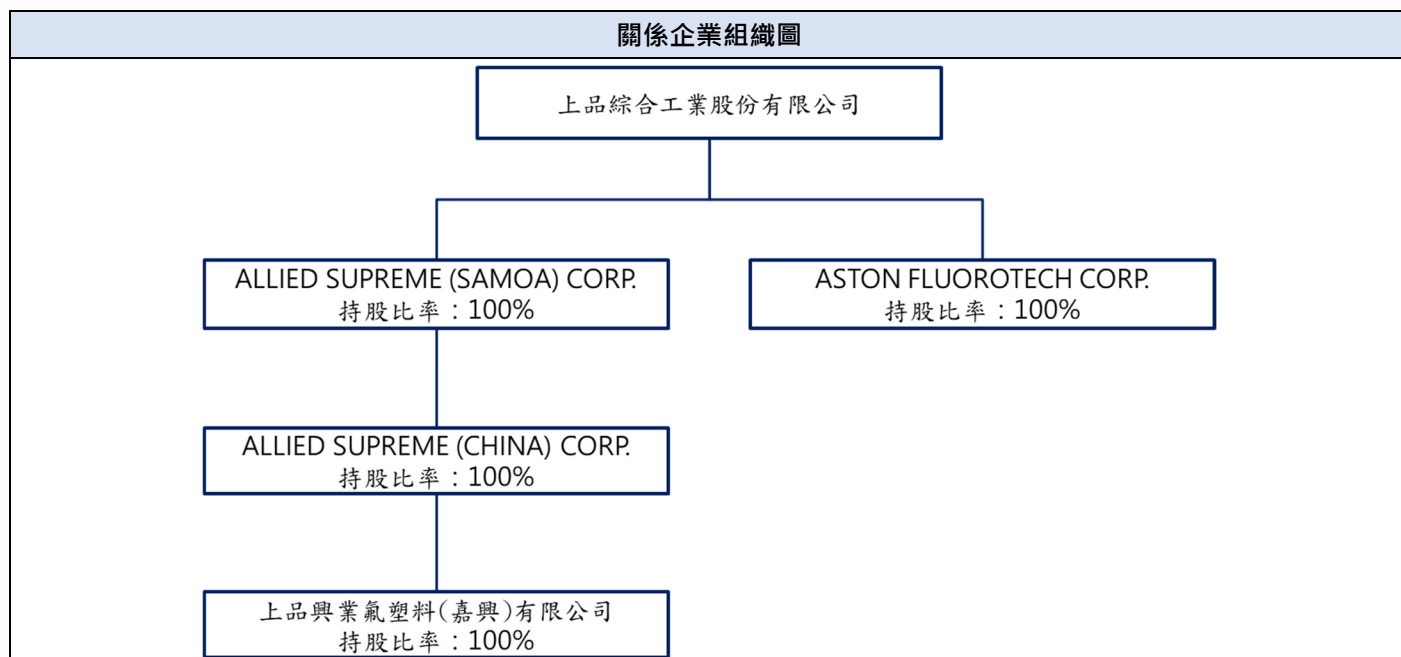 關係企業組織圖
上品綜合工業股份有限公司
ALLIED SUPREME (SAMOA) CORP.
持股比率：100%
ASTON FLUOROTECH CORP.
持股比率：100%
ALLIED SUPREME (CHINA) CORP.
持股比率：100%
上品興業氟塑料(嘉興)有限公司
持股比率：100%